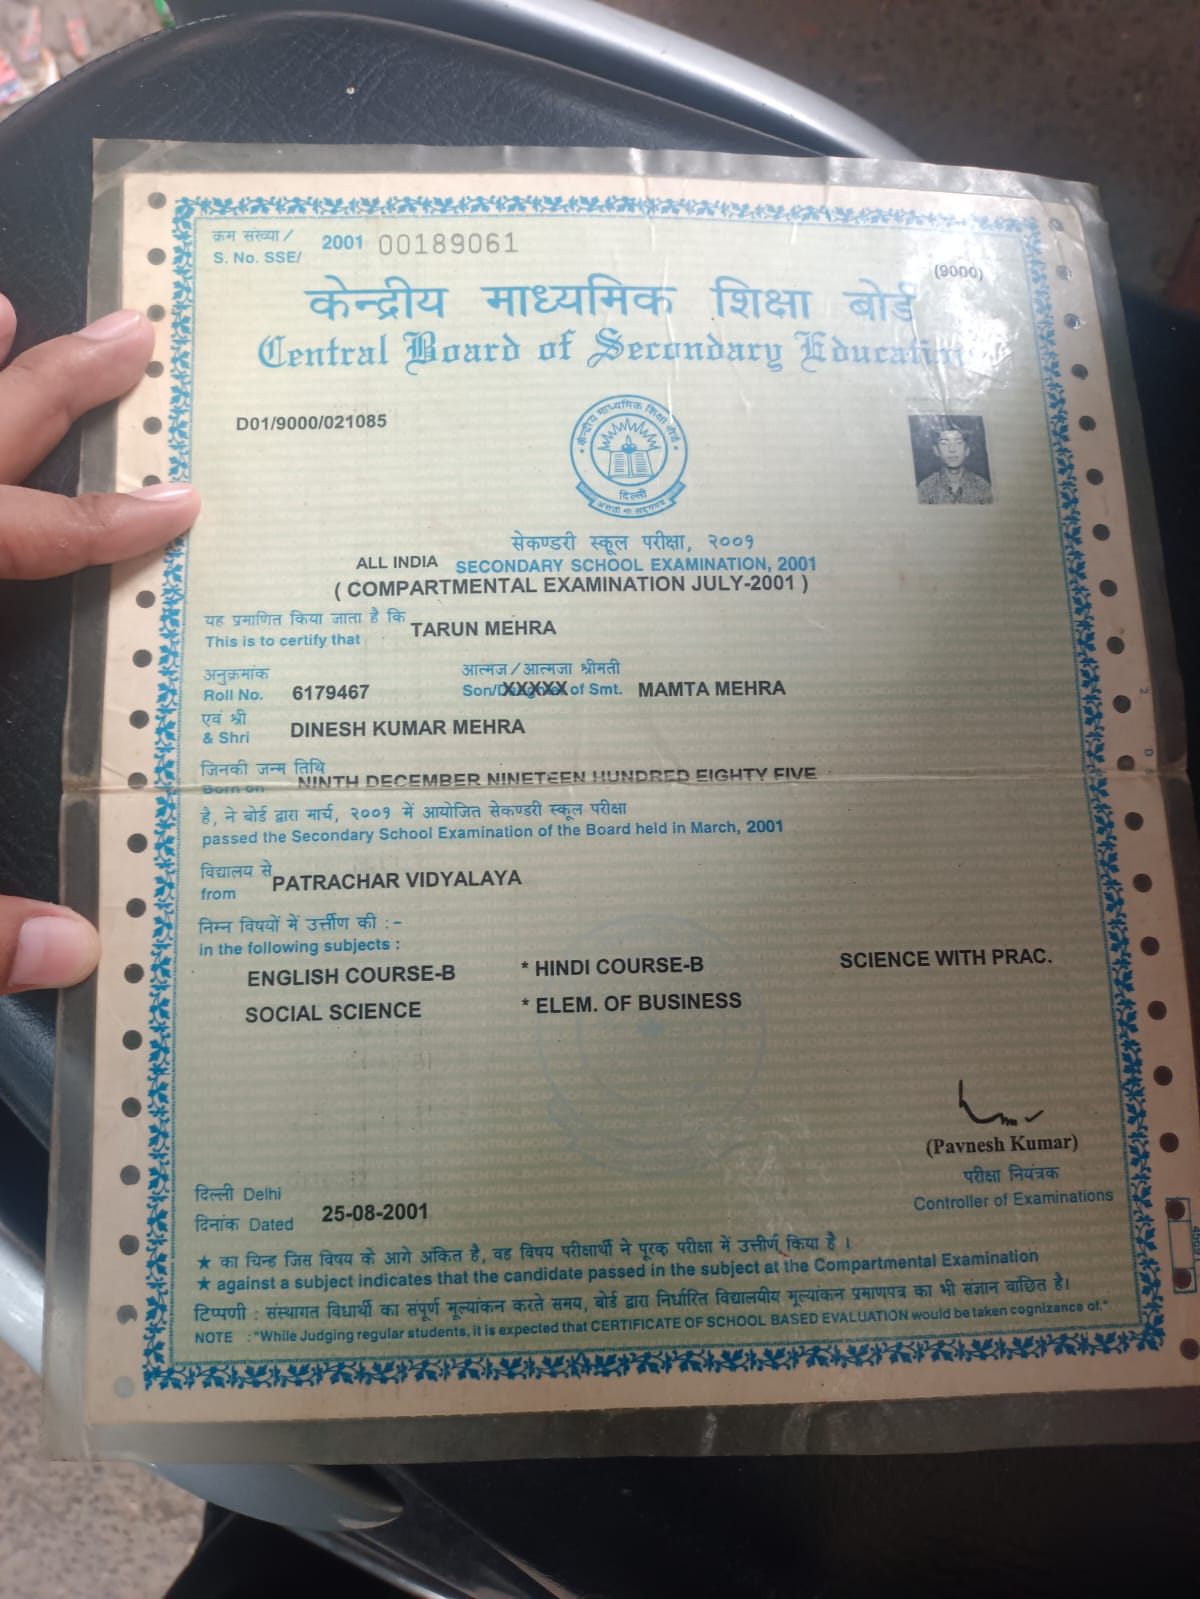 क्रम संख्या /
S. No. SSE/ 2001 00189061
(9000)
केन्द्रीय माध्यमिक शिक्षा बोर्ड
Central Board of Secondary Education
D01/9000/021085
केन्द्रीय माध्यमिक शिक्षा बोर्ड
दिल्ली
असतो मा सद्गमय
सेकण्डरी स्कूल परीक्षा, २००१
ALL INDIA SECONDARY SCHOOL EXAMINATION, 2001
( COMPARTMENTAL EXAMINATION JULY-2001 )
यह प्रमाणित किया जाता है कि
This is to certify that TARUN MEHRA
अनुक्रमांक आत्मज / आत्मजा श्रीमती
Roll No. 6179467 Son/Daughter of Smt. MAMTA MEHRA
एवं श्री
& Shri DINESH KUMAR MEHRA
जिनकी जन्म तिथि
Born on NINTH DECEMBER NINETEEN HUNDRED EIGHTY FIVE
है, ने बोर्ड द्वारा मार्च, २००१ में आयोजित सेकण्डरी स्कूल परीक्षा
passed the Secondary School Examination of the Board held in March, 2001
विद्यालय से
from PATRACHAR VIDYALAYA
निम्न विषयों में उर्त्तीण की :-
in the following subjects :
ENGLISH COURSE-B * HINDI COURSE-B SCIENCE WITH PRAC.
SOCIAL SCIENCE * ELEM. OF BUSINESS
(Pavnesh Kumar)
परीक्षा नियंत्रक
Controller of Examinations
दिल्ली Delhi
दिनांक Dated 25-08-2001
★ का चिन्ह जिस विषय के आगे अंकित है, वह विषय परीक्षार्थी ने पूरक परीक्षा में उर्त्तीण किया है ।
★ against a subject indicates that the candidate passed in the subject at the Compartmental Examination
टिप्पणी : संस्थागत विधार्थी का संपूर्ण मूल्यांकन करते समय, बोर्ड द्वारा निर्धारित विद्यालयीय मूल्यांकन प्रमाणपत्र का भी संज्ञान वांछित है।
NOTE : "While Judging regular students, it is expected that CERTIFICATE OF SCHOOL BASED EVALUATION would be taken cognizance of."